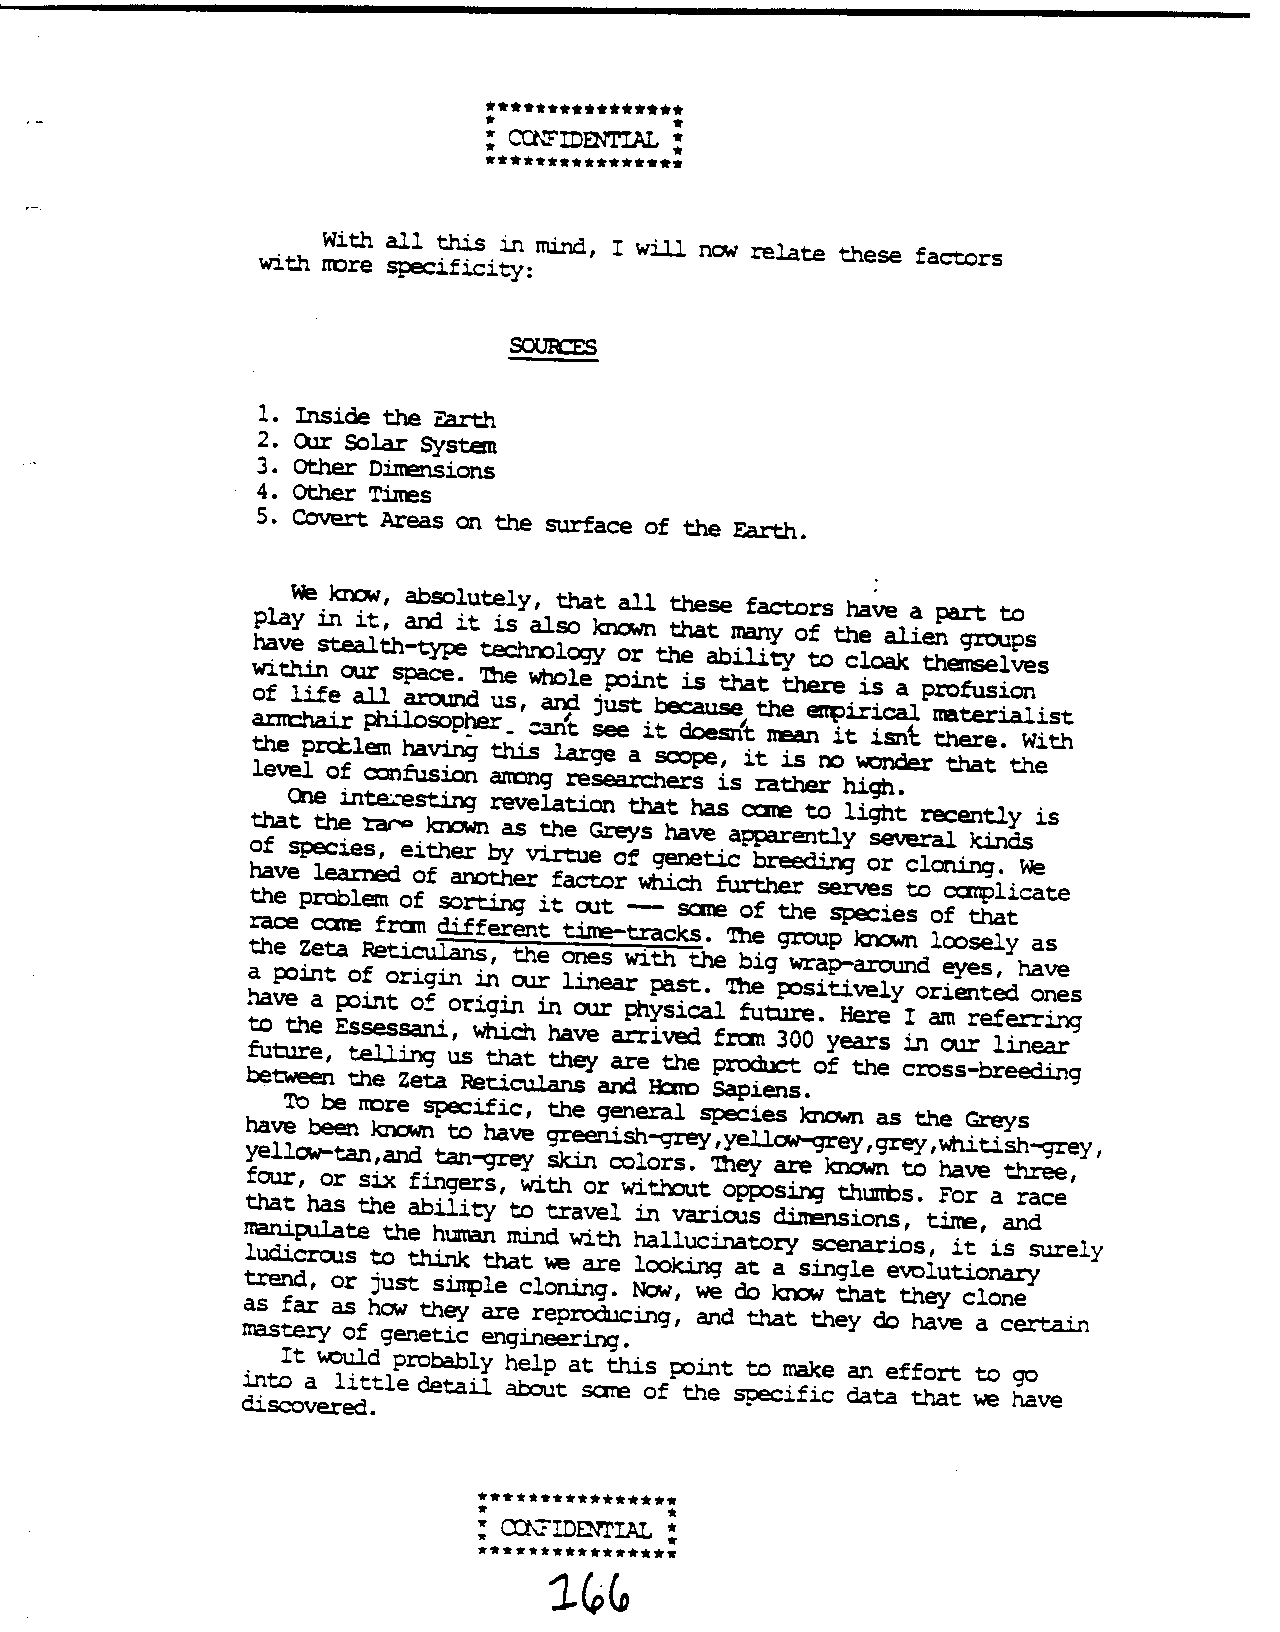 ****************
* *
* CONFIDENTIAL *
* *
****************
With all this in mind, I will now relate these factors
with more specificity:
SOURCES
1. Inside the Earth
2. Our Solar System
3. Other Dimensions
4. Other Times
5. Covert Areas on the surface of the Earth.
We know, absolutely, that all these factors have a part to
play in it, and it is also known that many of the alien groups
have stealth-type technology or the ability to cloak themselves
within our space. The whole point is that there is a profusion
of life all around us, and just because the empirical materialist
armchair philosopher can't see it doesn't mean it isn't there. With
the problem having this large a scope, it is no wonder that the
level of confusion among researchers is rather high.
One interesting revelation that has come to light recently is
that the race known as the Greys have apparently several kinds
of species, either by virtue of genetic breeding or cloning. We
have learned of another factor which further serves to complicate
the problem of sorting it out --- some of the species of that
race come from different time-tracks. The group known loosely as
the Zeta Reticulans, the ones with the big wrap-around eyes, have
a point of origin in our linear past. The positively oriented ones
have a point of origin in our physical future. Here I am referring
to the Essessani, which have arrived from 300 years in our linear
future, telling us that they are the product of the cross-breeding
between the Zeta Reticulans and Homo Sapiens.
To be more specific, the general species known as the Greys
have been known to have greenish-grey,yellow-grey,grey,whitish-grey,
yellow-tan,and tan-grey skin colors. They are known to have three,
four, or six fingers, with or without opposing thumbs. For a race
that has the ability to travel in various dimensions, time, and
manipulate the human mind with hallucinatory scenarios, it is surely
ludicrous to think that we are looking at a single evolutionary
trend, or just simple cloning. Now, we do know that they clone
as far as how they are reproducing, and that they do have a certain
mastery of genetic engineering.
It would probably help at this point to make an effort to go
into a little detail about some of the specific data that we have
discovered.
****************
* *
* CONFIDENTIAL *
* *
****************
166